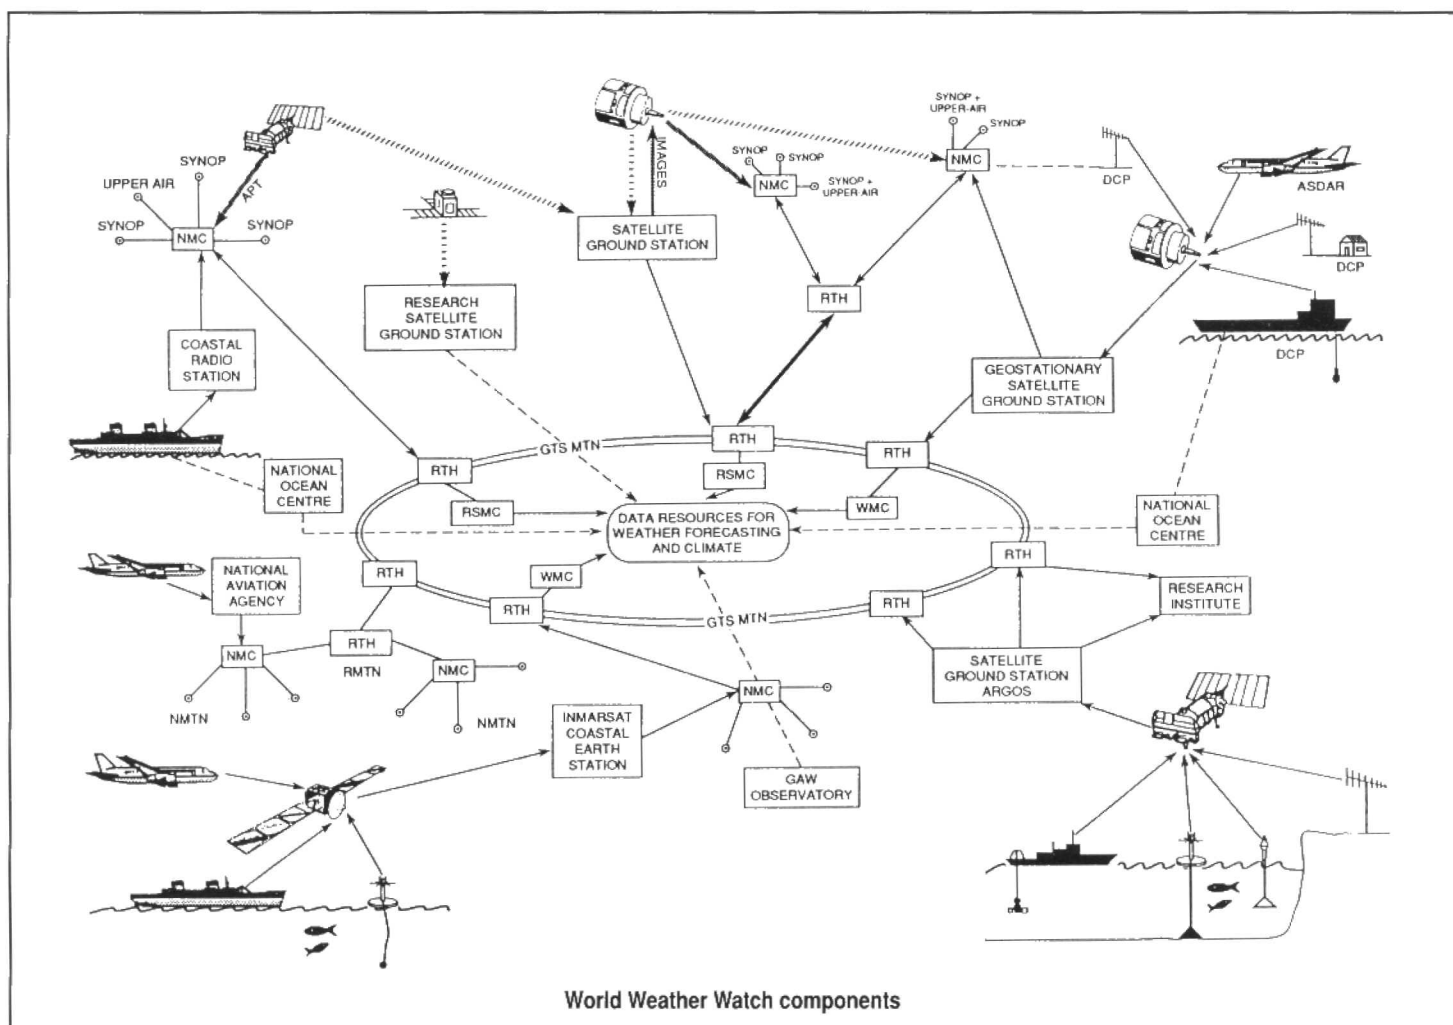 SYNOP +
UPPER-AIR
SYNOP
NMC
DCP
ASDAR
SYNOP
UPPER AIR
APT
SYNOP
SYNOP
NMC
IMAGES
SYNOP
SYNOP
NMC
SYNOP +
UPPER-AIR
SATELLITE
GROUND STATION
DCP
RTH
RESEARCH
SATELLITE
GROUND STATION
COASTAL
RADIO
STATION
DCP
GEOSTATIONARY
SATELLITE
GROUND STATION
GTS MTN
RTH
RTH
RTH
RSMC
NATIONAL
OCEAN
CENTRE
RSMC
WMC
DATA RESOURCES FOR
WEATHER FORECASTING
AND CLIMATE
NATIONAL
OCEAN
CENTRE
RTH
NATIONAL
AVIATION
AGENCY
RTH
WMC
RTH
RTH
GTS MTN
RESEARCH
INSTITUTE
NMC
RTH
RMTN
NMC
NMTN
NMTN
INMARSAT
COASTAL
EARTH
STATION
NMC
SATELLITE
GROUND STATION
ARGOS
GAW
OBSERVATORY
World Weather Watch components